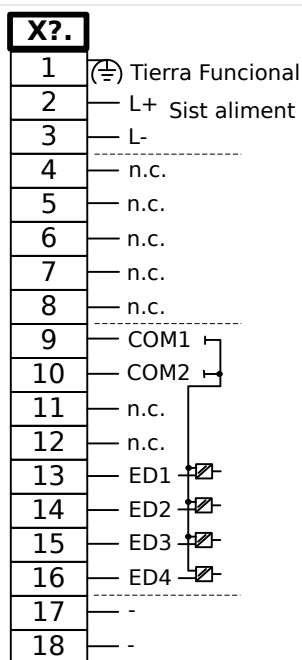 X?.
1 Tierra Funcional
2 L+ Sist aliment
3 L-
4 n.c.
5 n.c.
6 n.c.
7 n.c.
8 n.c.
9 COM1
10 COM2
11 n.c.
12 n.c.
13 ED1
14 ED2
15 ED3
16 ED4
17 -
18 -